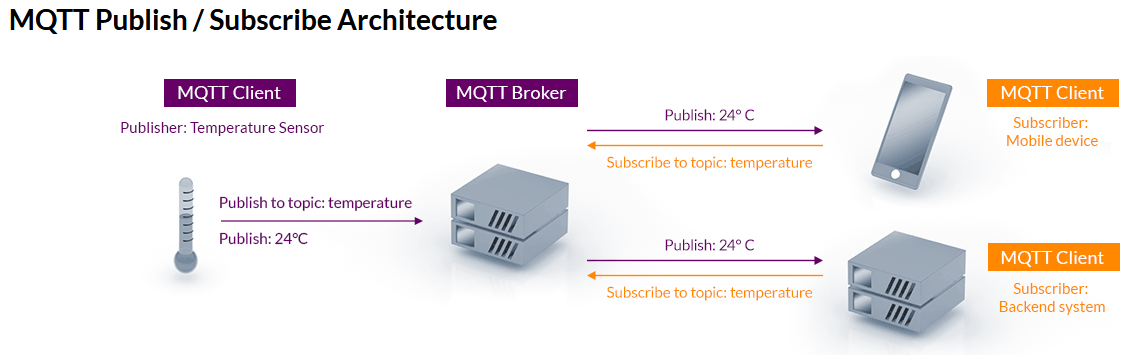 MQTT Publish / Subscribe Architecture
MQTT Client
Publisher: Temperature Sensor
Publish to topic: temperature
Publish: 24°C
MQTT Broker
Publish: 24° C
Subscribe to topic: temperature
MQTT Client
Subscriber:
Mobile device
Publish: 24° C
Subscribe to topic: temperature
MQTT Client
Subscriber:
Backend system